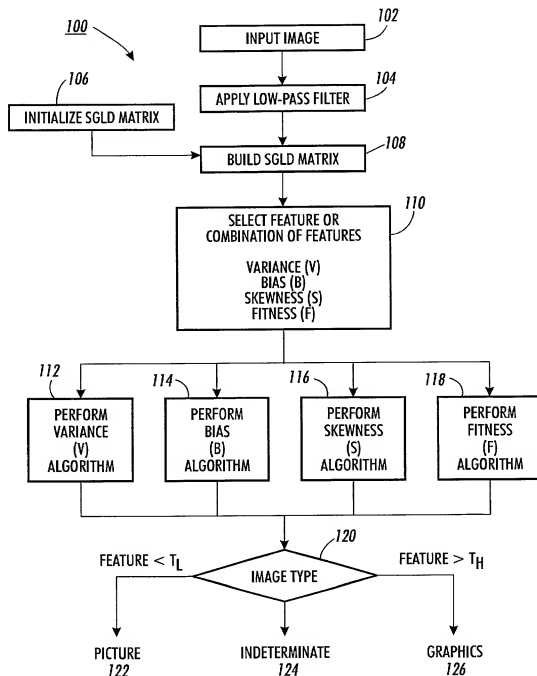 100
102
INPUT IMAGE
104
APPLY LOW-PASS FILTER
106
INITIALIZE SGLD MATRIX
108
BUILD SGLD MATRIX
110
SELECT FEATURE OR
COMBINATION OF FEATURES
VARIANCE (V)
BIAS (B)
SKEWNESS (S)
FITNESS (F)
112
PERFORM
VARIANCE
(V)
ALGORITHM
114
PERFORM
BIAS
(B)
ALGORITHM
116
PERFORM
SKEWNESS
(S)
ALGORITHM
118
PERFORM
FITNESS
(F)
ALGORITHM
120
FEATURE < TL
IMAGE TYPE
FEATURE > TH
PICTURE
122
INDETERMINATE
124
GRAPHICS
126